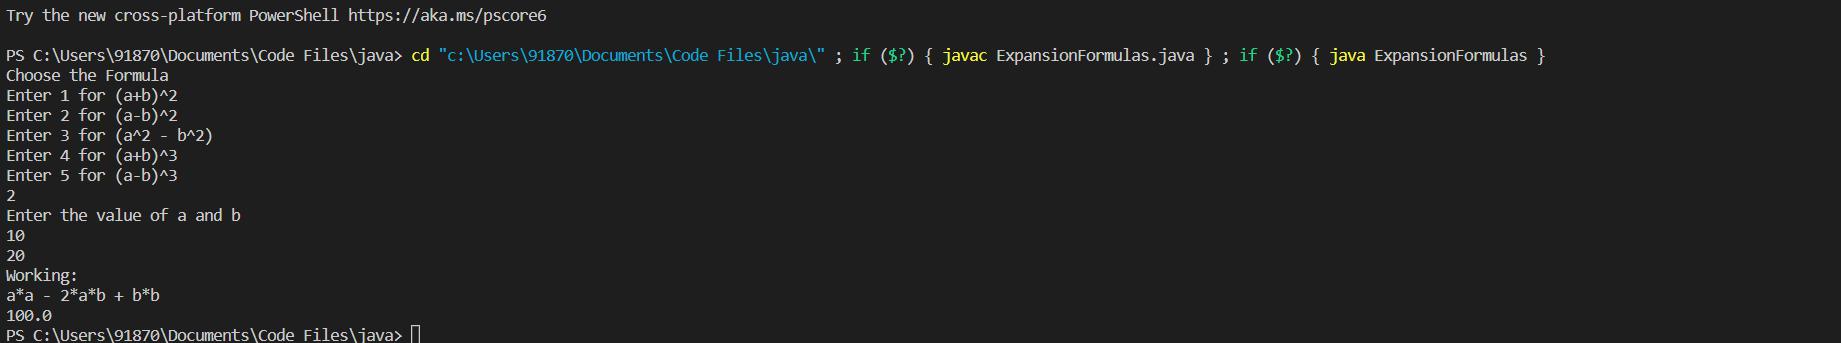 Try the new cross-platform PowerShell https://aka.ms/pscore6
PS C:\Users\91870\Documents\Code Files\java> cd "c:\Users\91870\Documents\Code Files\java\" ; if ($?) { javac ExpansionFormulas.java } ; if ($?) { java ExpansionFormulas }
Choose the Formula
Enter 1 for (a+b)^2
Enter 2 for (a-b)^2
Enter 3 for (a^2 - b^2)
Enter 4 for (a+b)^3
Enter 5 for (a-b)^3
2
Enter the value of a and b
10
20
Working:
a*a - 2*a*b + b*b
100.0
PS C:\Users\91870\Documents\Code Files\java>